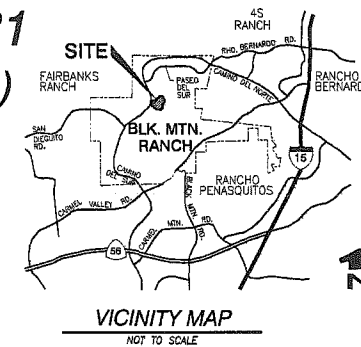 21
)
4S
RANCH
SITE
RHO. BERNARDO RD.
FAIRBANKS
RANCH
PASEO
DEL
SUR
CAMINO DEL NORTE
RANCHO
BERNARD
BLK. MTN.
RANCH
SAN
DIEGUITO
RD.
CAMINO
DEL SUR
15
RANCHO
PENASQUITOS
BLACK MTN. RD.
CARMEL VALLEY RD.
CARMEL MTN. RD.
56
N
VICINITY MAP
NOT TO SCALE